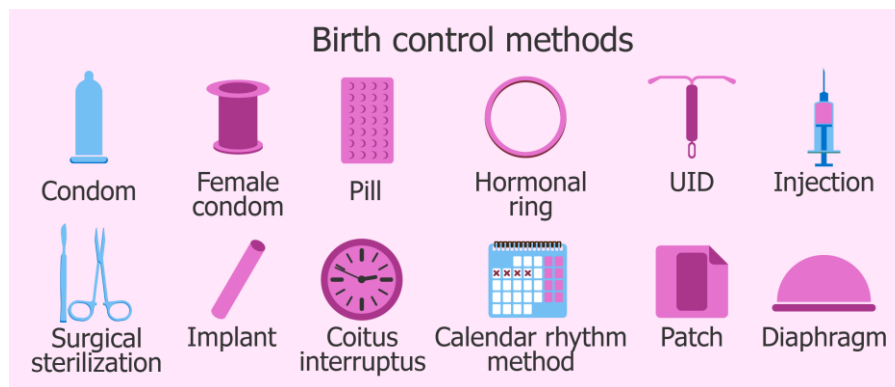 Birth control methods
Condom
Female
condom
Pill
Hormonal
ring
UID
Injection
Surgical
sterilization
Implant
Coitus
interruptus
Calendar rhythm
method
Patch
Diaphragm